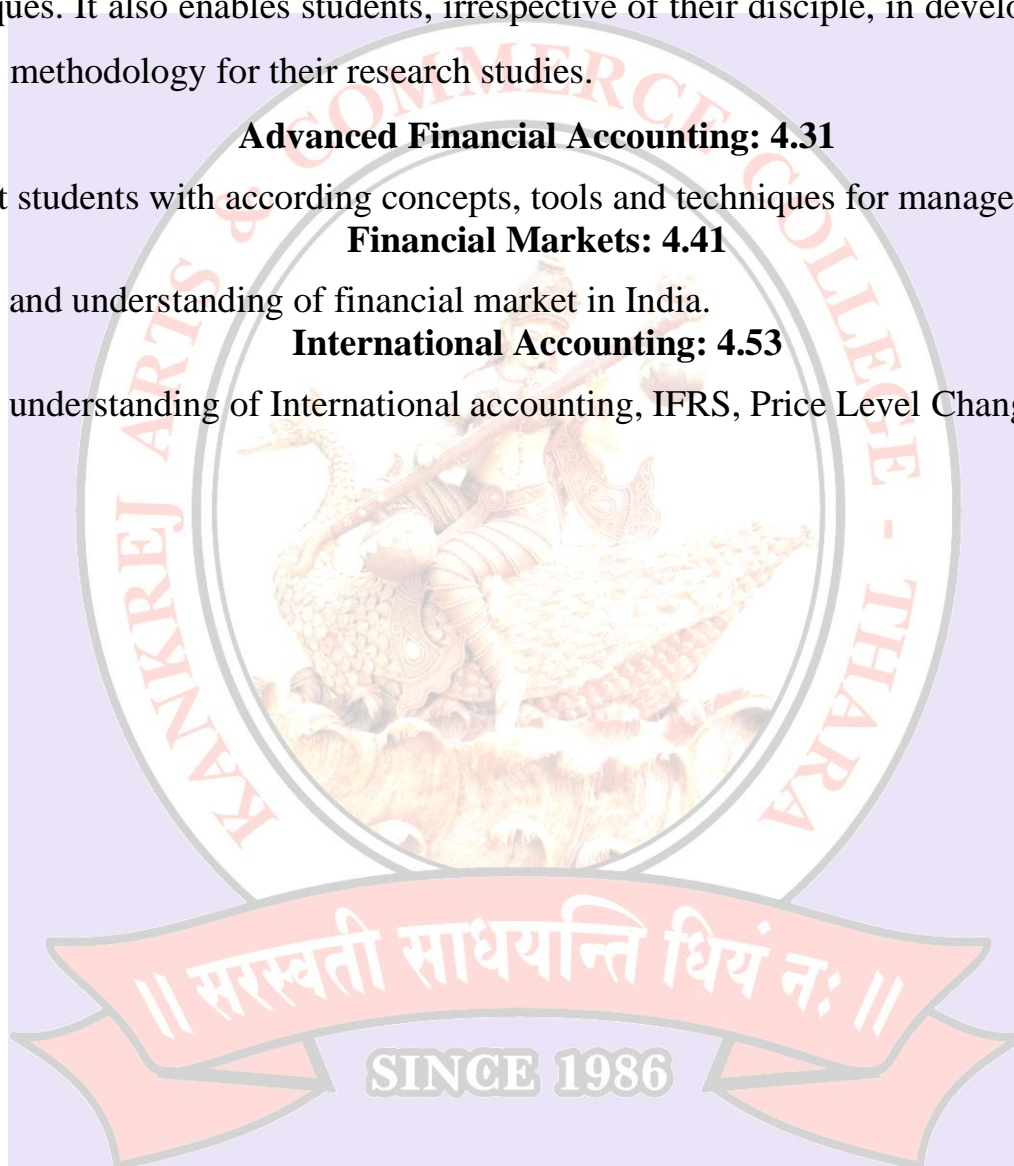 ques. It also enables students, irrespective of their disciple, in develo
methodology for their research studies.
Advanced Financial Accounting: 4.31
t students with according concepts, tools and techniques for manage
Financial Markets: 4.41
and understanding of financial market in India.
International Accounting: 4.53
understanding of International accounting, IFRS, Price Level Chang
KANKREJ ARTS & COMMERCE COLLEGE - THARA
॥ सरस्वती साधयन्ति धियं नः ॥
SINCE 1986